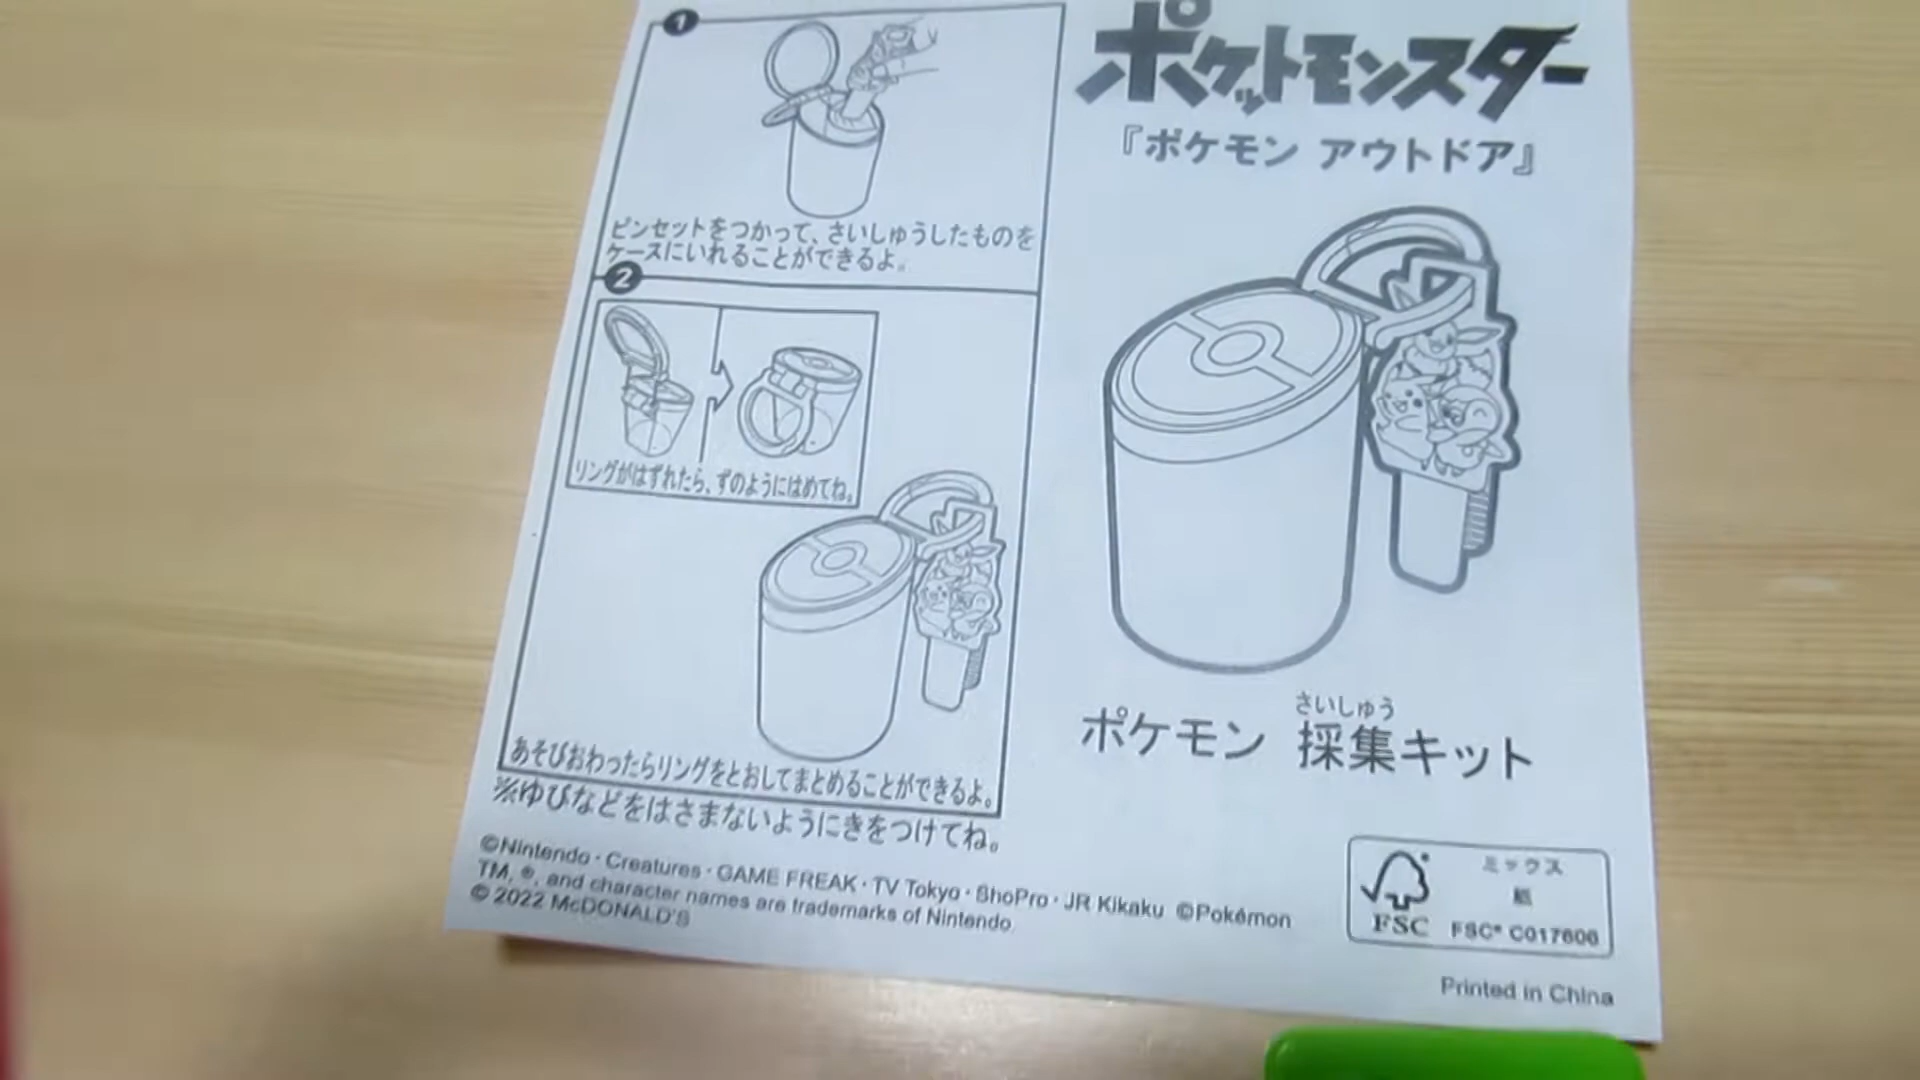 1
ピンセットをつかって、さいしゅうしたものを
ケースにいれることができるよ。
2
リングがはずれたら、ずのようにはめてね。
あそびおわったらリングをとおしてまとめることができるよ。
※ゆびなどをはさまないようにきをつけてね。
©Nintendo・Creatures・GAME FREAK・TV Tokyo・ShoPro・JR Kikaku ©Pokémon
TM, ®, and character names are trademarks of Nintendo.
© 2022 McDONALD'S
ポケットモンスター
『ポケモン アウトドア』
さいしゅう
ポケモン 採集キット
ミックス
紙
FSC
FSC® C017606
Printed in China